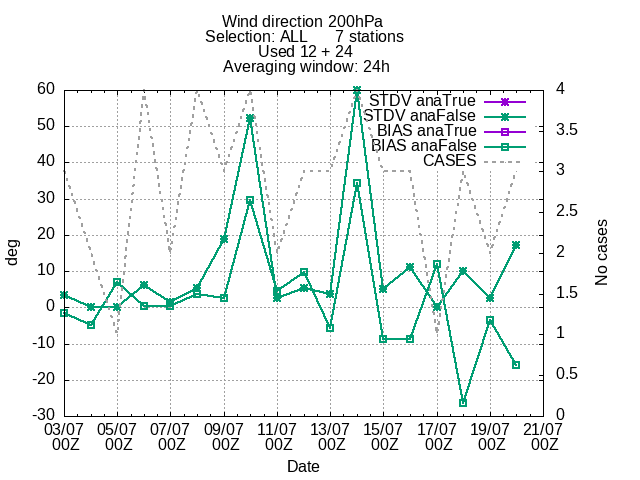 Wind direction 200hPa
Selection: ALL 7 stations
Used 12 + 24
Averaging window: 24h
STDV anaTrue
STDV anaFalse
BIAS anaTrue
BIAS anaFalse
CASES
60
50
40
30
20
10
0
-10
-20
-30
deg
4
3.5
3
2.5
2
1.5
1
0.5
0
No cases
03/07 05/07 07/07 09/07 11/07 13/07 15/07 17/07 19/07 21/07
00Z 00Z 00Z 00Z 00Z 00Z 00Z 00Z 00Z 00Z
Date